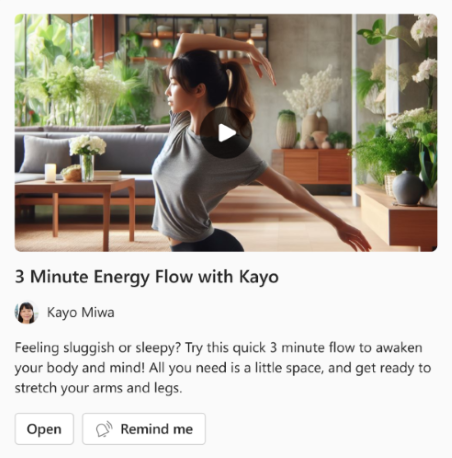 3 Minute Energy Flow with Kayo
Kayo Miwa
Feeling sluggish or sleepy? Try this quick 3 minute flow to awaken
your body and mind! All you need is a little space, and get ready to
stretch your arms and legs.
Open
Remind me